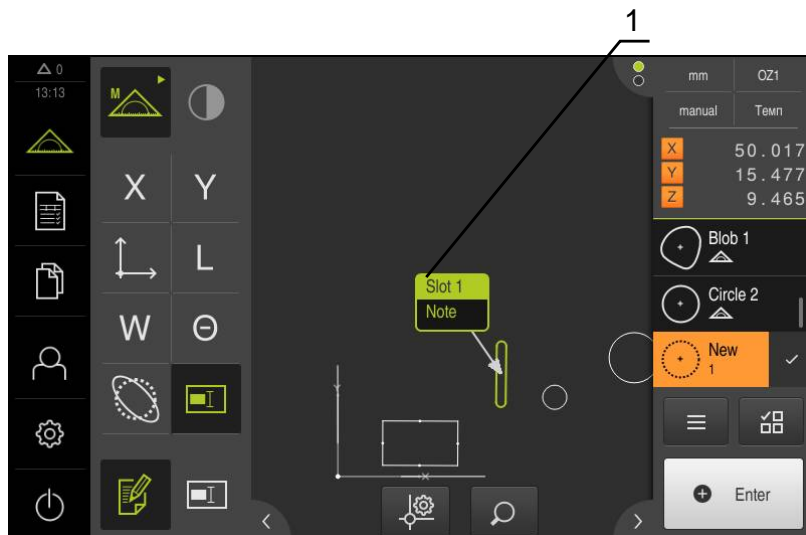 1
0
13:13
M
X
Y
L
W
Θ
Slot 1
Note
Y
X
mm
OZ1
manual
Темп
X 50.017
Y 15.477
Z 9.465
Blob 1
Circle 2
New
1
Enter